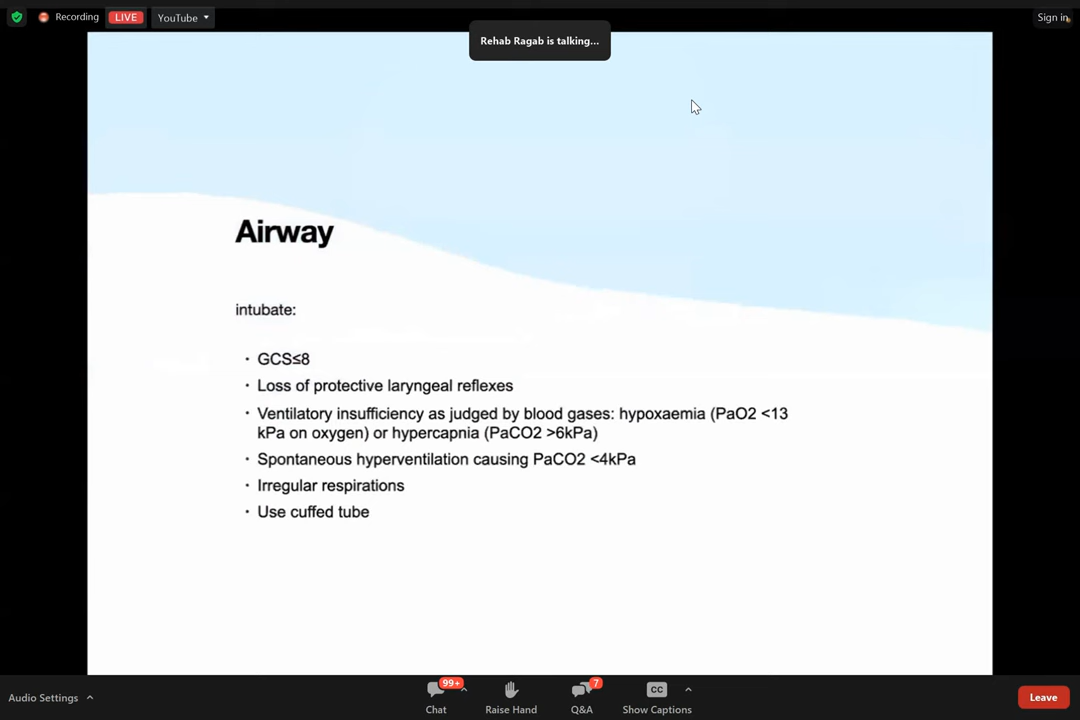 Recording
LIVE
YouTube
Sign in
Rehab Ragab is talking...
Airway
intubate:
• GCS≤8
• Loss of protective laryngeal reflexes
• Ventilatory insufficiency as judged by blood gases: hypoxaemia (PaO2 <13
kPa on oxygen) or hypercapnia (PaCO2 >6kPa)
• Spontaneous hyperventilation causing PaCO2 <4kPa
• Irregular respirations
• Use cuffed tube
Audio Settings
99+
Chat
Raise Hand
7
Q&A
CC
Show Captions
Leave